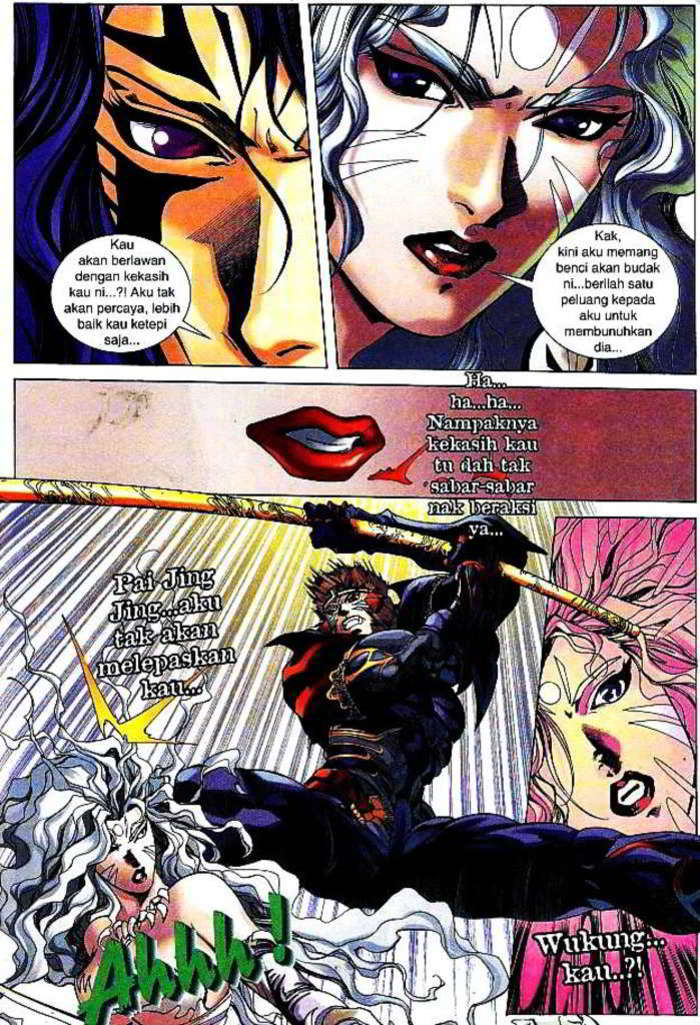 Kau
akan berlawan
dengan kekasih
kau ni...?! Aku tak
akan percaya, lebih
baik kau ketepi
saja...
Kak,
kini aku memang
benci akan budak
ni...berilah satu
peluang kepada
aku untuk
membunuhkan
dia...
Ha...
ha...ha...
Nampaknya
kekasih kau
tu dah tak
sabar-sabar
nak beraksi
ya...
Pai Jing
Jing...aku
tak akan
melepaskan
kau...
Ahhh!
Wukung...
kau..?!